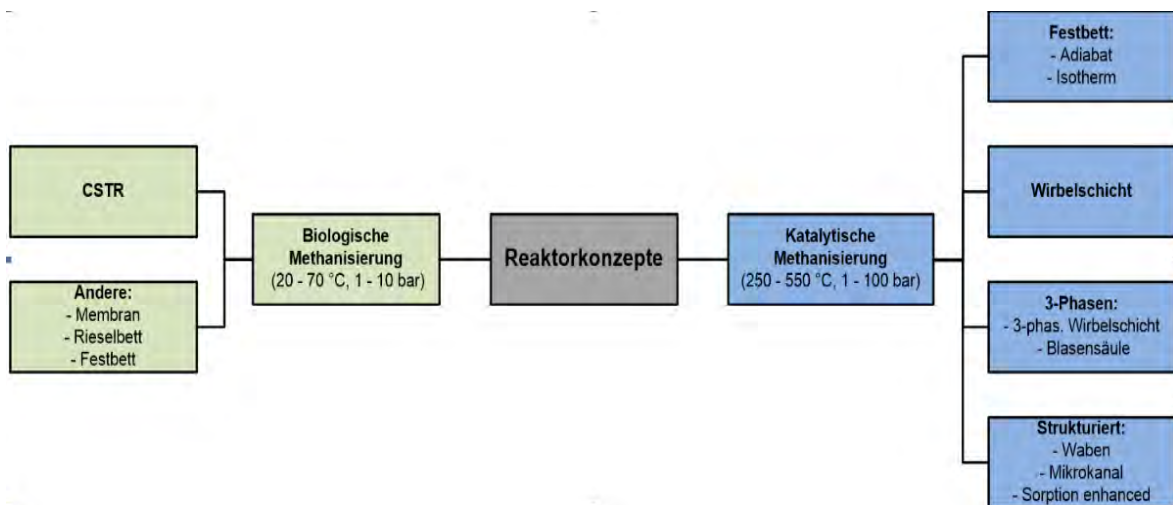 CSTR
Andere:
- Membran
- Rieselbett
- Festbett
Biologische
Methanisierung
(20 - 70 °C, 1 - 10 bar)
Reaktorkonzepte
Katalytische
Methanisierung
(250 - 550 °C, 1 - 100 bar)
Festbett:
- Adiabat
- Isotherm
Wirbelschicht
3-Phasen:
- 3-phas. Wirbelschicht
- Blasensäule
Strukturiert:
- Waben
- Mikrokanal
- Sorption enhanced